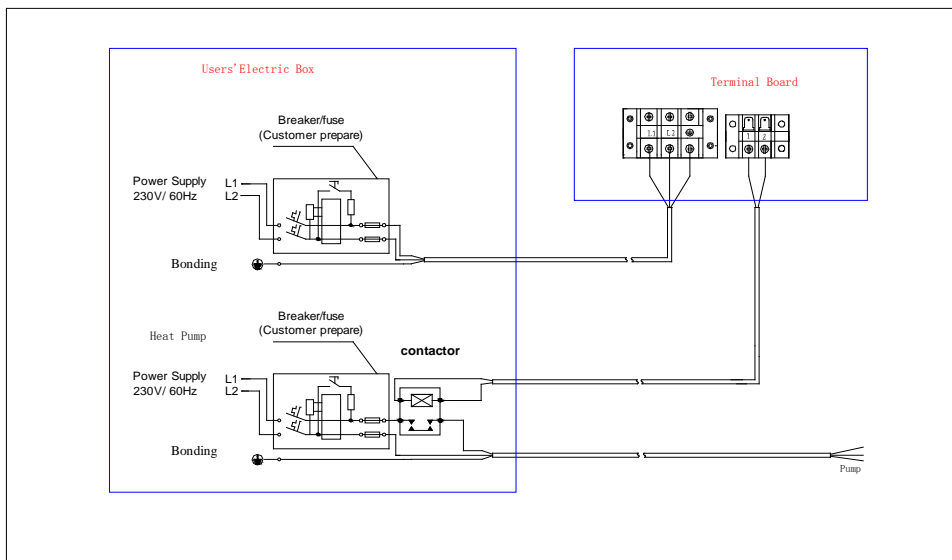 Users'Electric Box
Terminal Board
Breaker/fuse
(Customer prepare)
L1 L2
1 2
Power Supply L1
230V/ 60Hz L2
Bonding
Breaker/fuse
(Customer prepare)
Heat Pump
contactor
Power Supply L1
230V/ 60Hz L2
Bonding
Pump